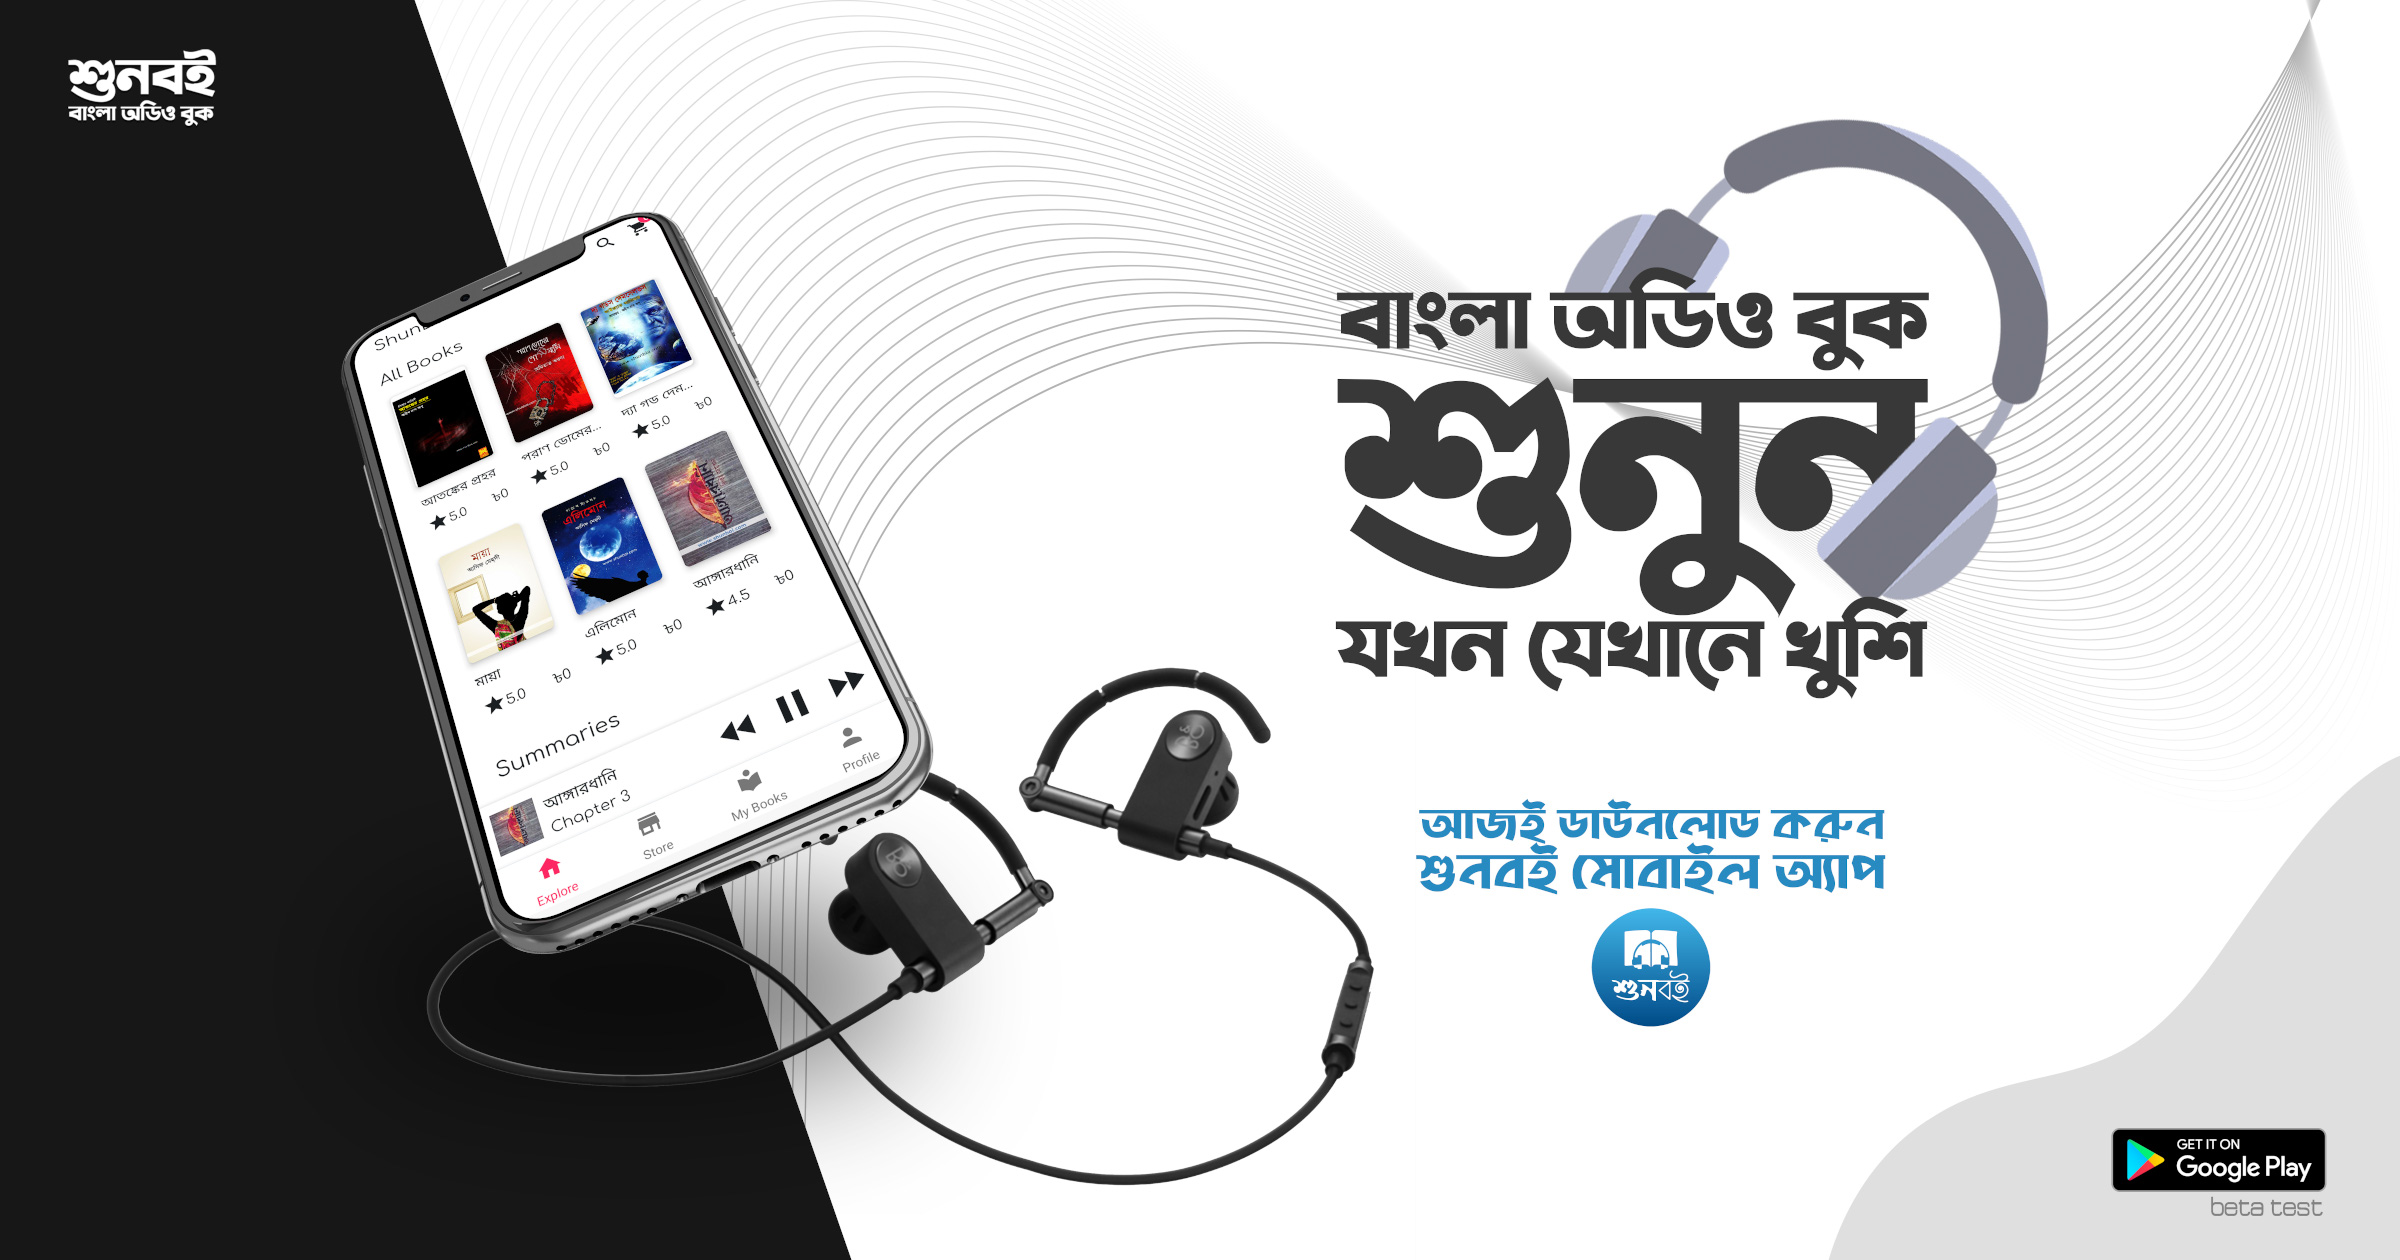 শুনবই
বাংলা অডিও বুক
All Books
আতঙ্কের প্রহর
5.0 ৳0
পরাণ ডোমের...
5.0 ৳0
দ্যা গড দেম...
5.0 ৳0
মায়া
মায়া
5.0 ৳0
এলিমোন
এলিমোন
5.0 ৳0
আঙ্গারধানি
4.5 ৳0
Summaries
আঙ্গারধানি
Chapter 3
Explore
Store
My Books
Profile
বাংলা অডিও বুক
শুনুন
যখন যেখানে খুশি
আজই ডাউনলোড করুন
শুনবই মোবাইল অ্যাপ
শুনবই
GET IT ON
Google Play
beta test